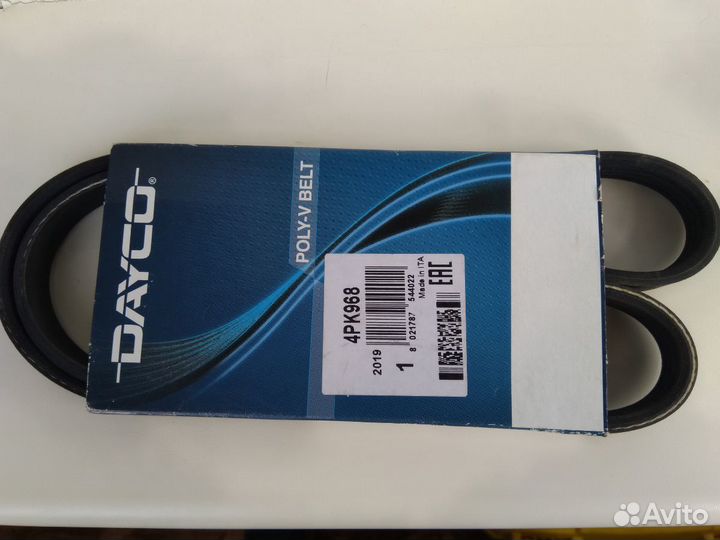 DAYCO®
POLY-V BELT
4PK968
2019
1
8 021787 544022
Made in ITA
EAC
Avito